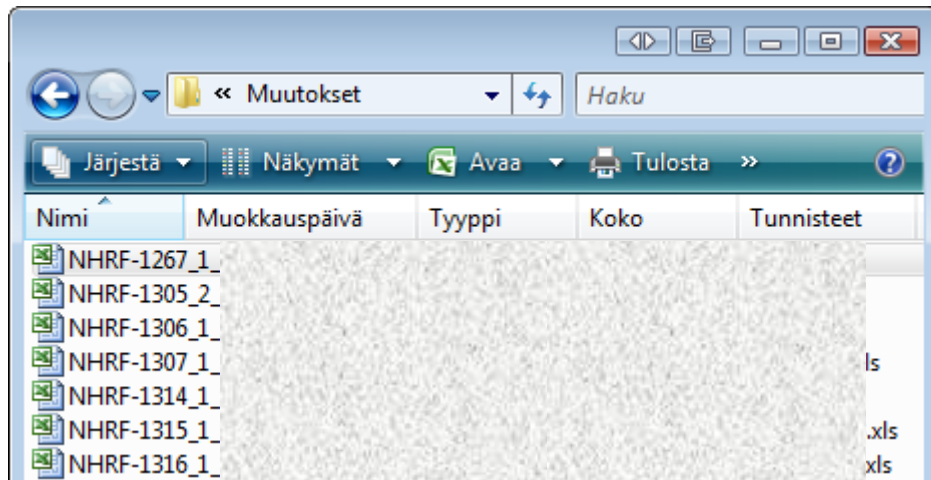 « Muutokset Haku
Järjestä Näkymät Avaa Tulosta »
Nimi Muokkauspäivä Tyyppi Koko Tunnisteet
NHRF-1267_1_
NHRF-1305_2_
NHRF-1306_1_
NHRF-1307_1_ ls
NHRF-1314_1_
NHRF-1315_1_ .xls
NHRF-1316_1_ xls